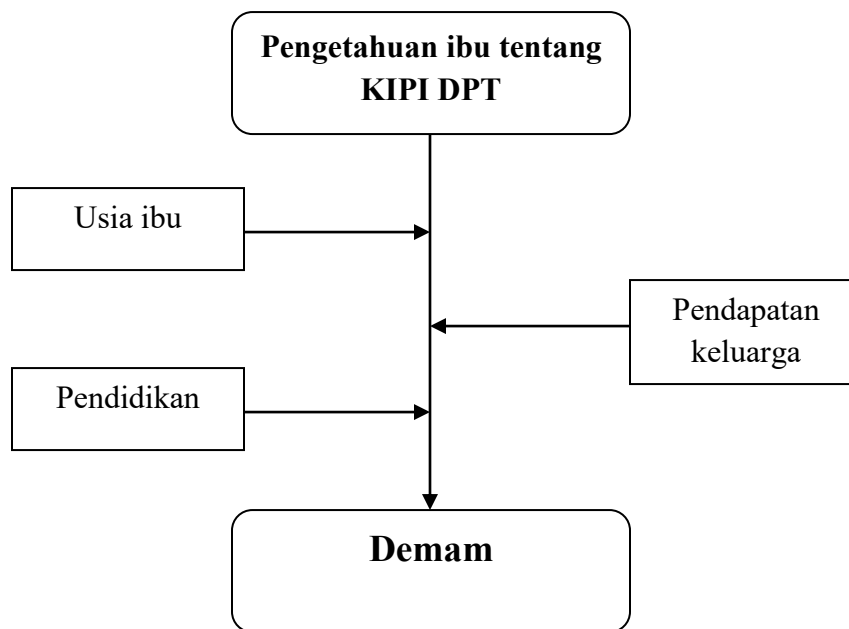 Pengetahuan ibu tentang
KIPI DPT
Usia ibu
Pendapatan
keluarga
Pendidikan
Demam